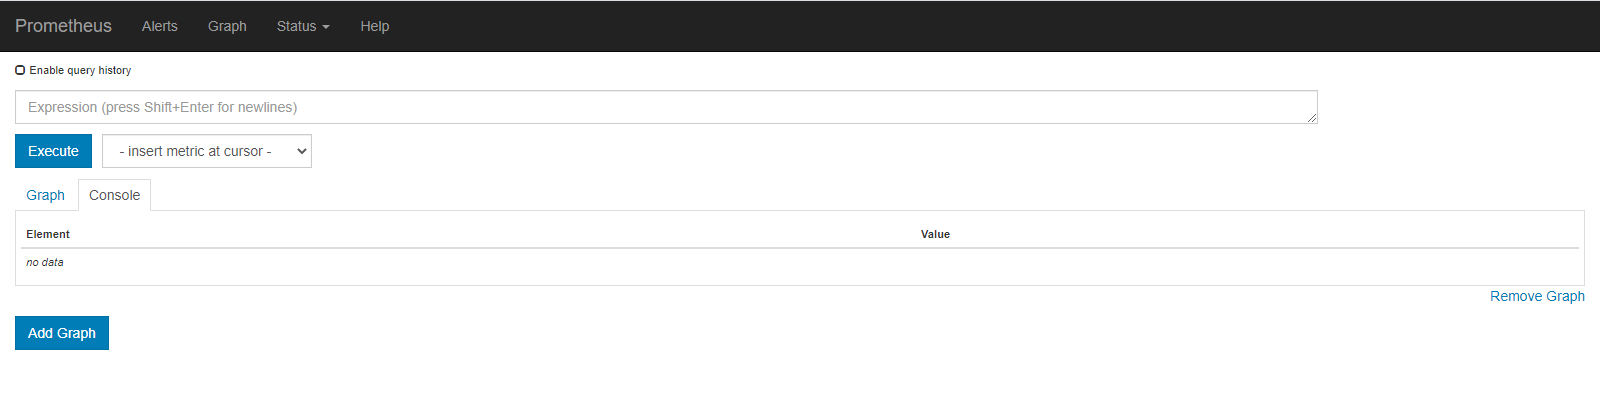 Prometheus Alerts Graph Status Help
Enable query history
Expression (press Shift+Enter for newlines)
Execute - insert metric at cursor -
Graph Console
Element Value
no data
Remove Graph
Add Graph